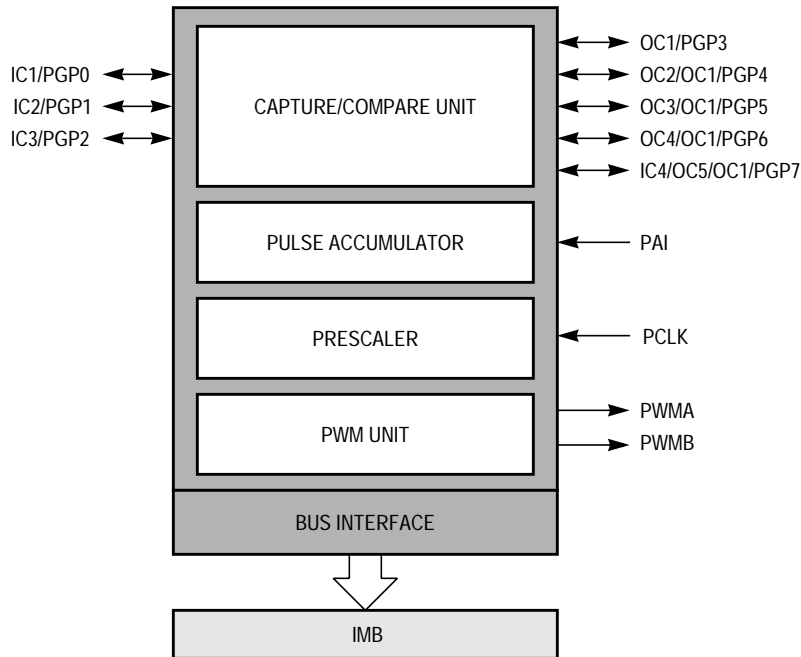 OC1/PGP3
IC1/PGP0
OC2/OC1/PGP4
IC2/PGP1
CAPTURE/COMPARE UNIT
OC3/OC1/PGP5
IC3/PGP2
OC4/OC1/PGP6
IC4/OC5/OC1/PGP7
PULSE ACCUMULATOR
PAI
PRESCALER
PCLK
PWMA
PWM UNIT
PWMB
BUS INTERFACE
IMB